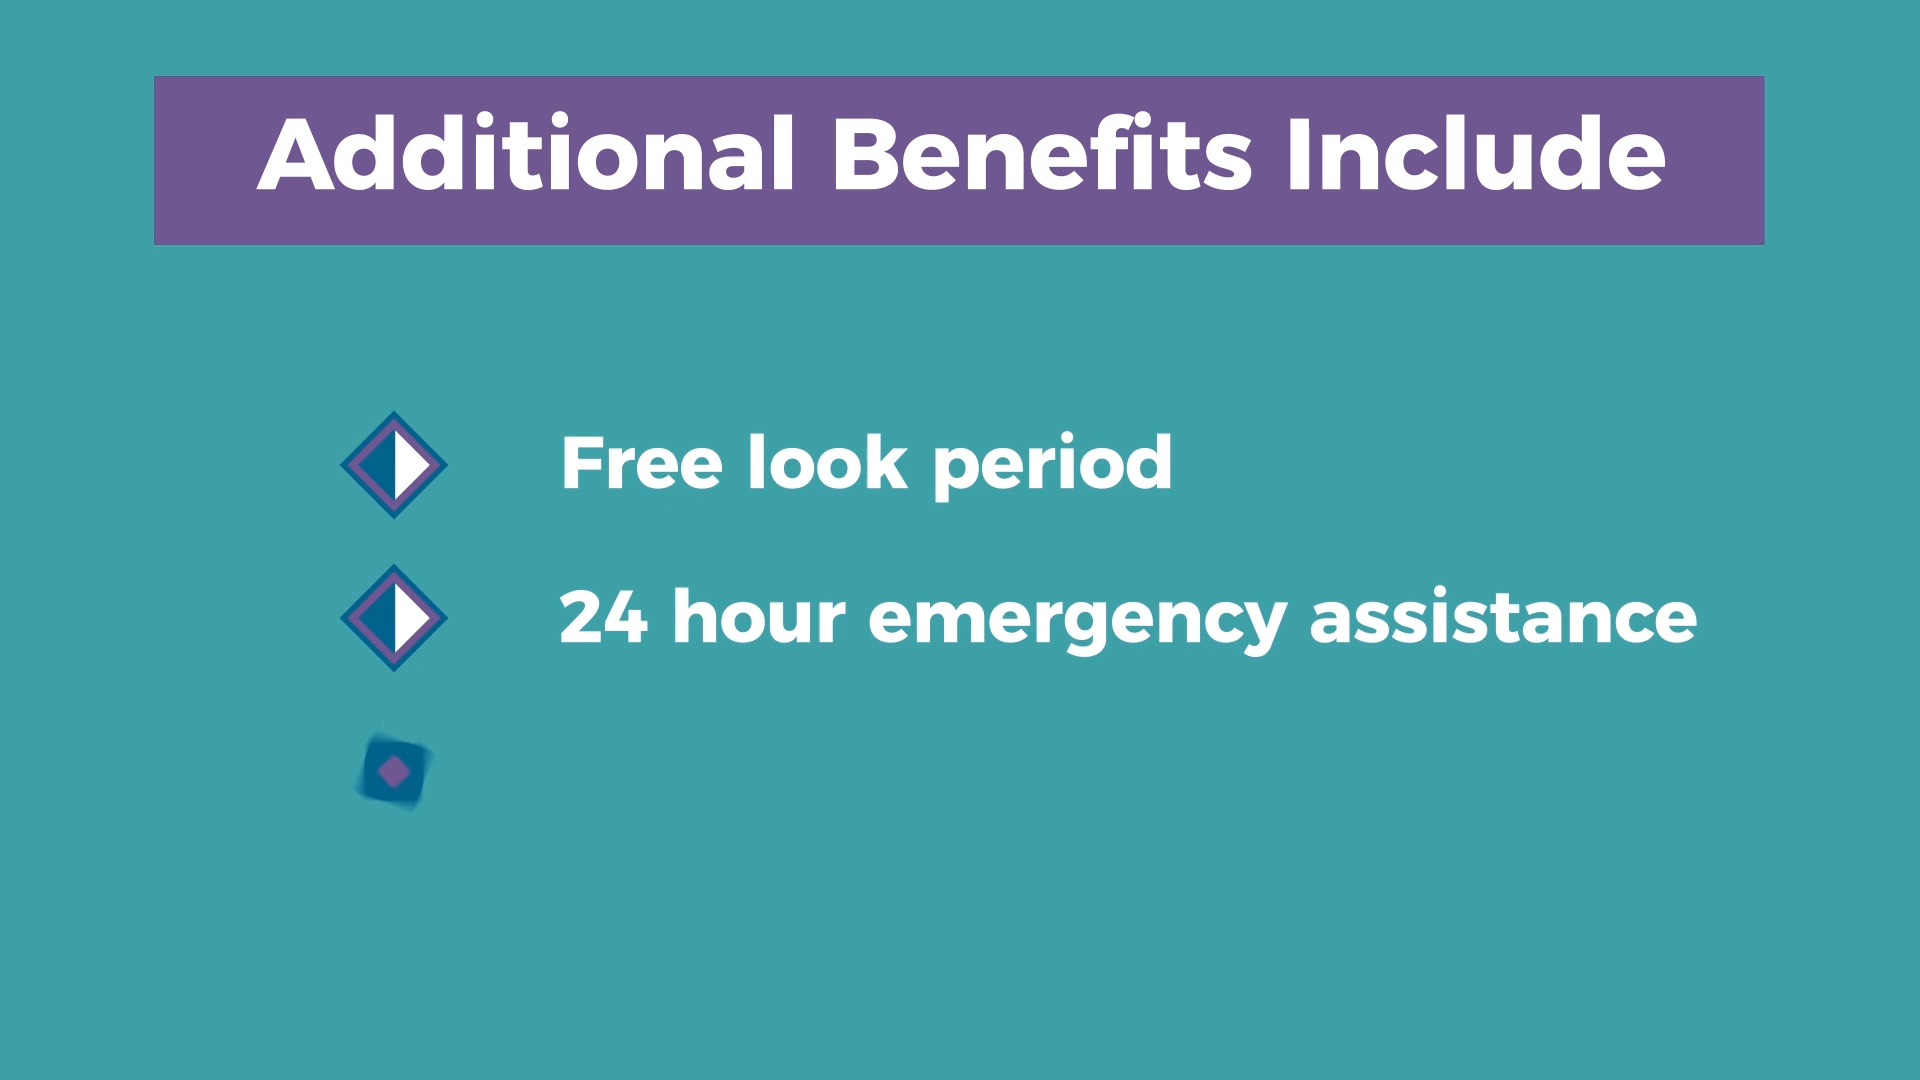 Additional Benefits Include
Free look period
24 hour emergency assistance